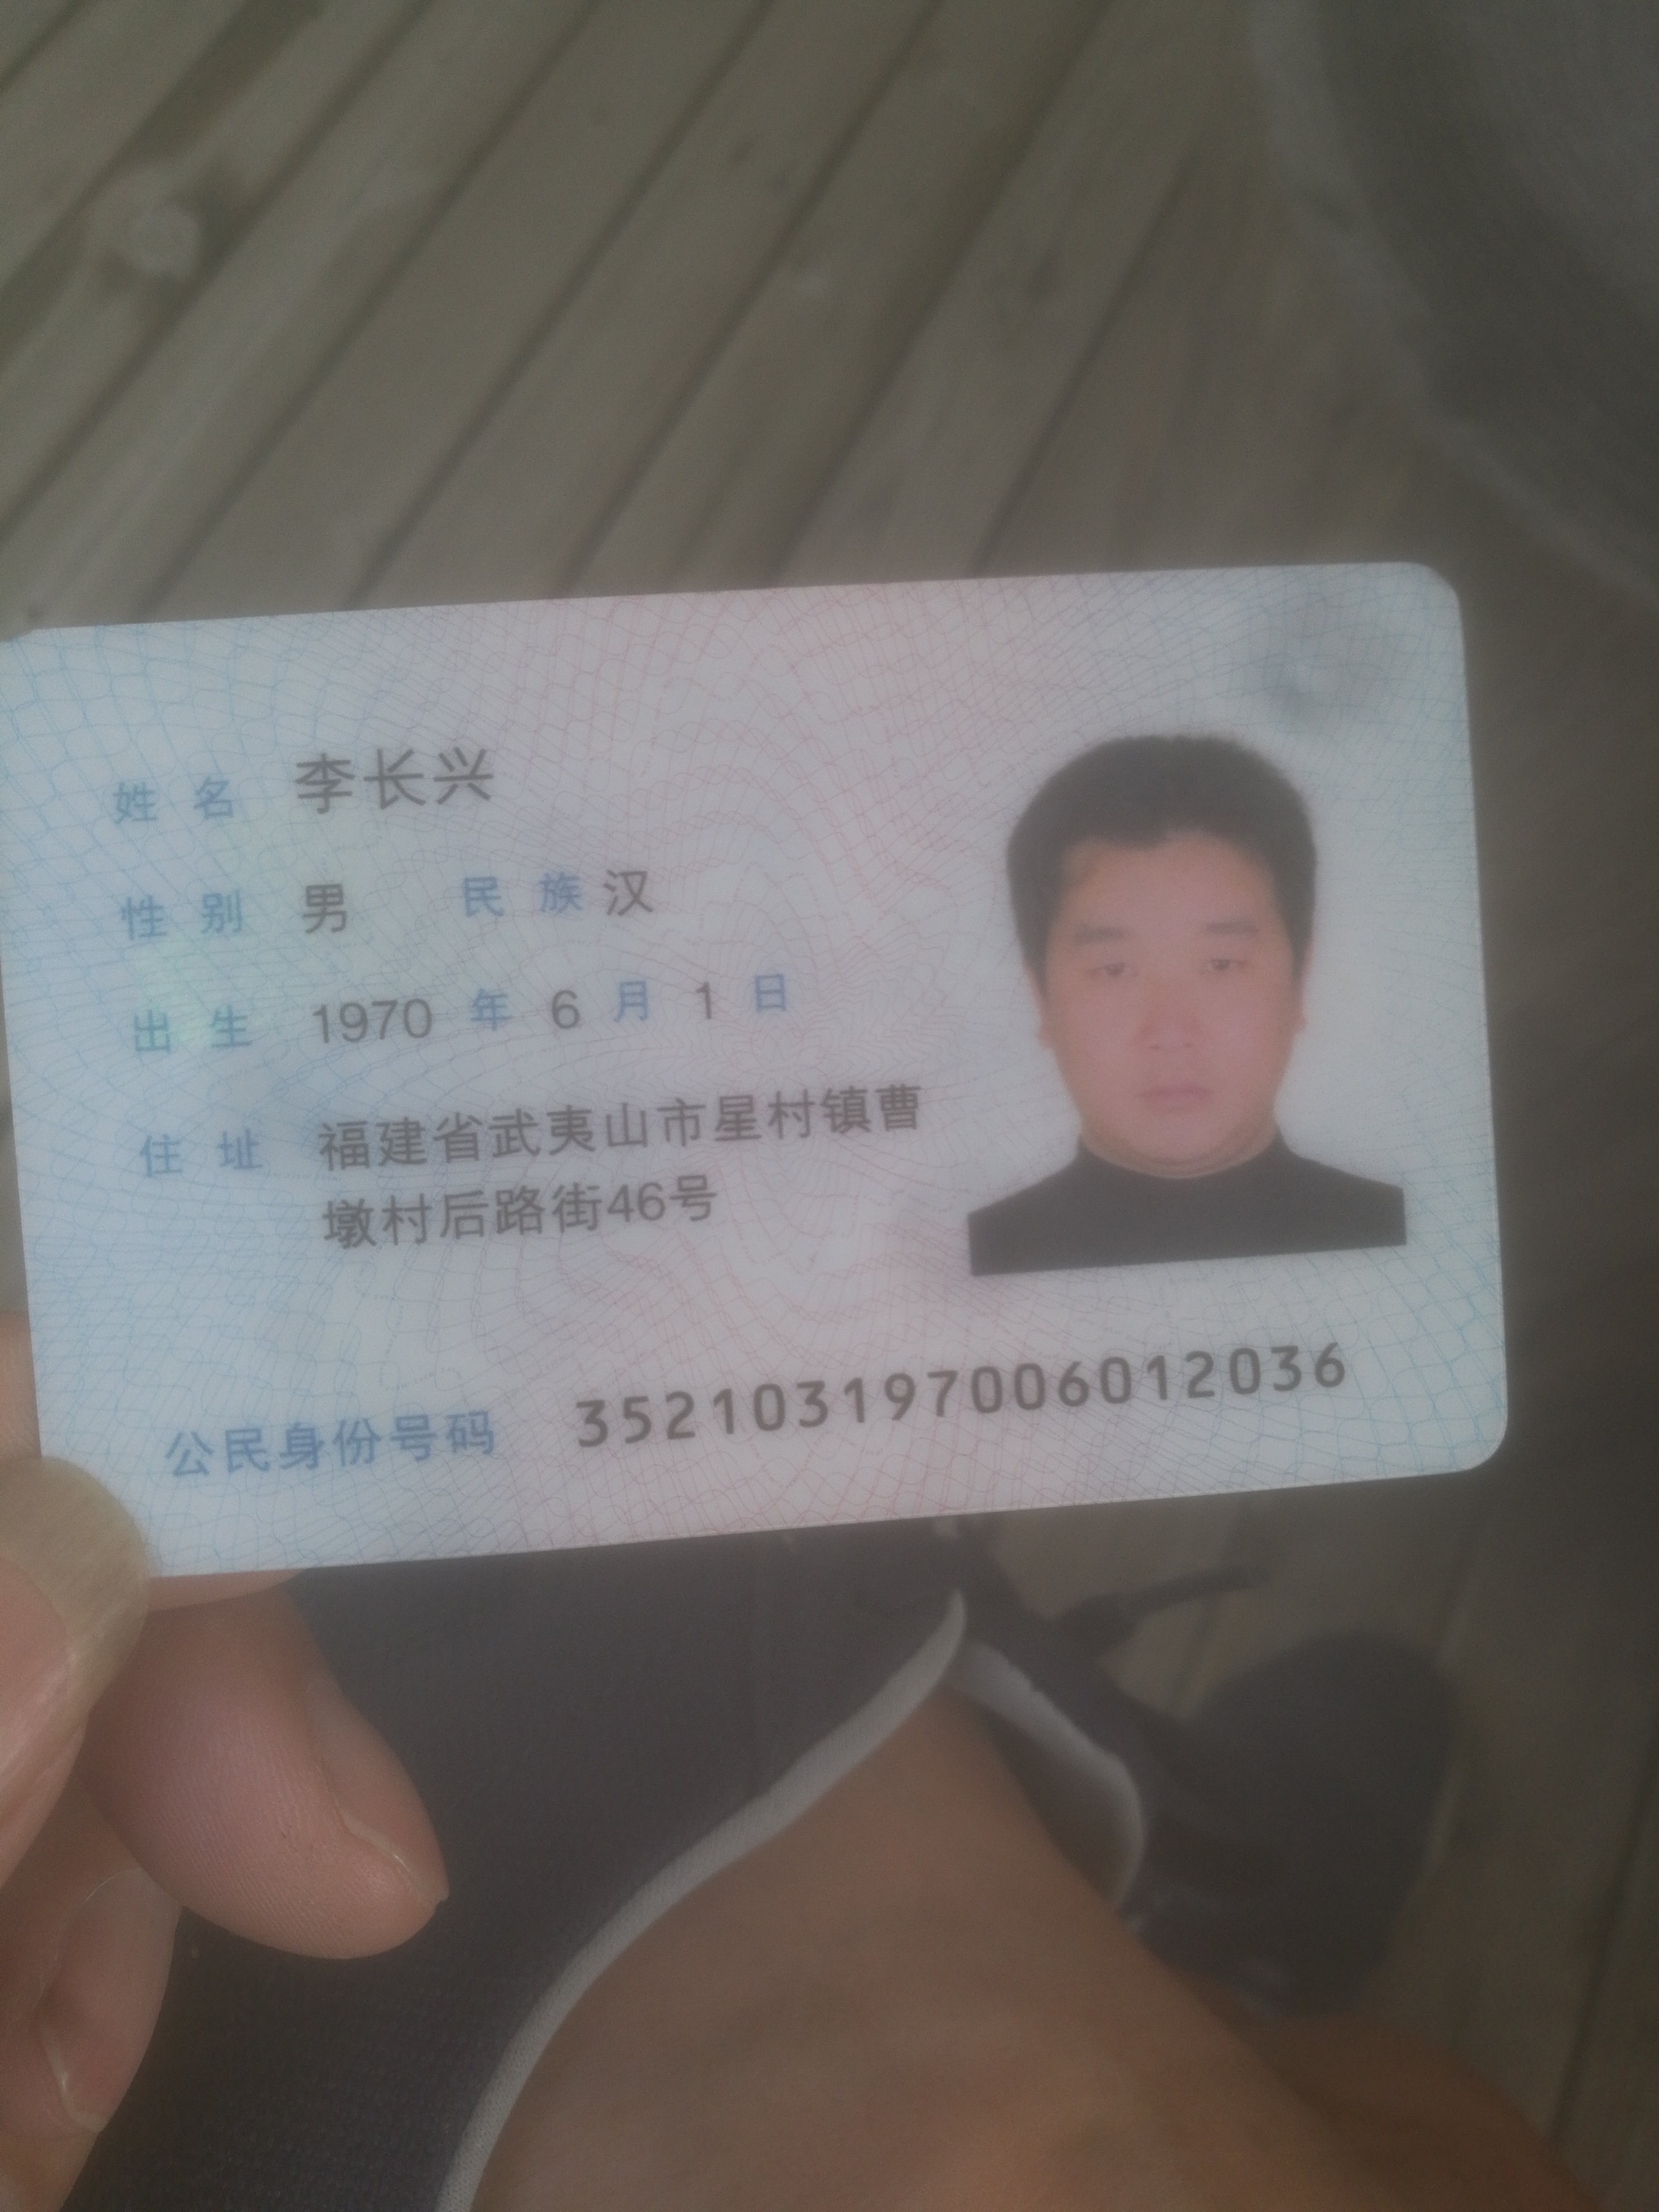 姓名 李长兴
性别 男 民族 汉
出生 1970 年 6 月 1 日
住址 福建省武夷山市星村镇曹
墩村后路街46号
公民身份号码 352103197006012036